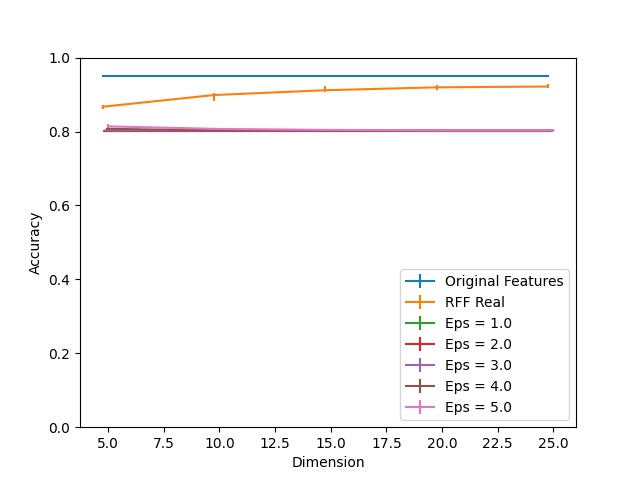 1.0
0.8
0.6
0.4
0.2
0.0
Accuracy
Original Features
RFF Real
Eps = 1.0
Eps = 2.0
Eps = 3.0
Eps = 4.0
Eps = 5.0
5.0 7.5 10.0 12.5 15.0 17.5 20.0 22.5 25.0
Dimension